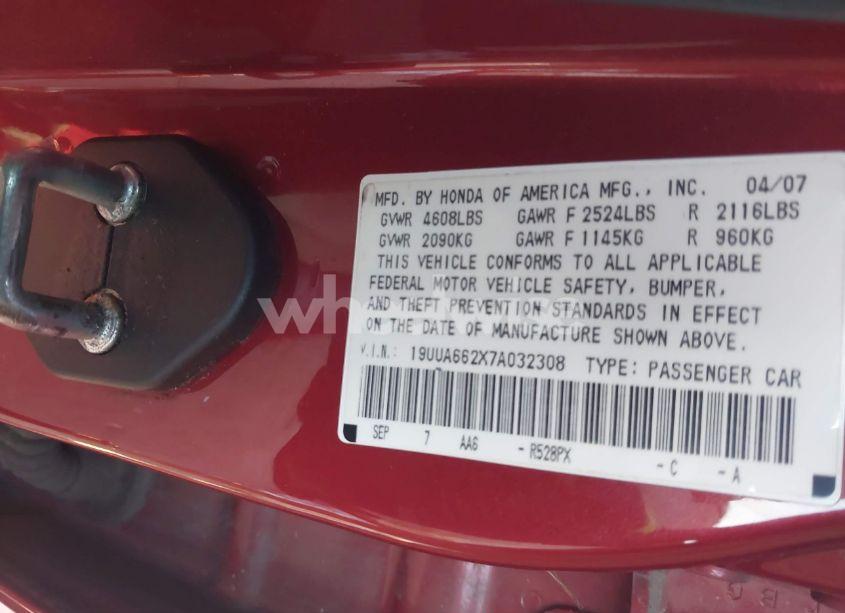 MFD. BY HONDA OF AMERICA MFG., INC. 04/07
GVWR 4608LBS GAWR F 2524LBS R 2116LBS
GVWR 2090KG GAWR F 1145KG R 960KG
THIS VEHICLE CONFORMS TO ALL APPLICABLE
FEDERAL MOTOR VEHICLE SAFETY, BUMPER,
AND THEFT PREVENTION STANDARDS IN EFFECT
ON THE DATE OF MANUFACTURE SHOWN ABOVE.
V.I.N.: 19UUA662X7A032308 TYPE: PASSENGER CAR
SEP 7 AA6 - R528PX - C - A